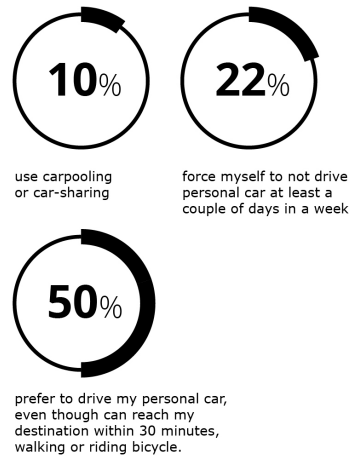 10%
22%
use carpooling
or car-sharing
force myself to not drive
personal car at least a
couple of days in a week
50%
prefer to drive my personal car,
even though can reach my
destination within 30 minutes,
walking or riding bicycle.